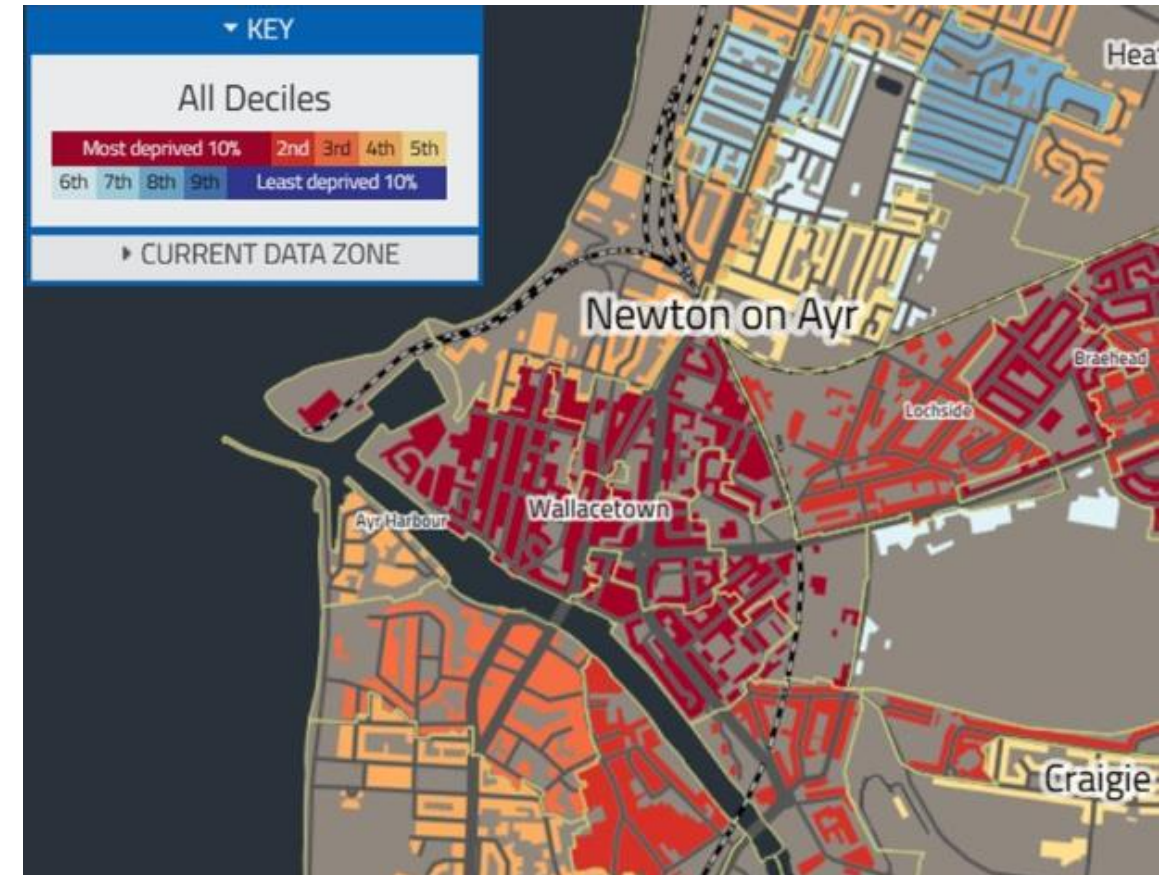 KEY
All Deciles
Most deprived 10% 2nd 3rd 4th 5th
6th 7th 8th 9th Least deprived 10%
CURRENT DATA ZONE
Hea
Newton on Ayr
Braehead
Lochside
Wallacetown
Ayr Harbour
Craigie